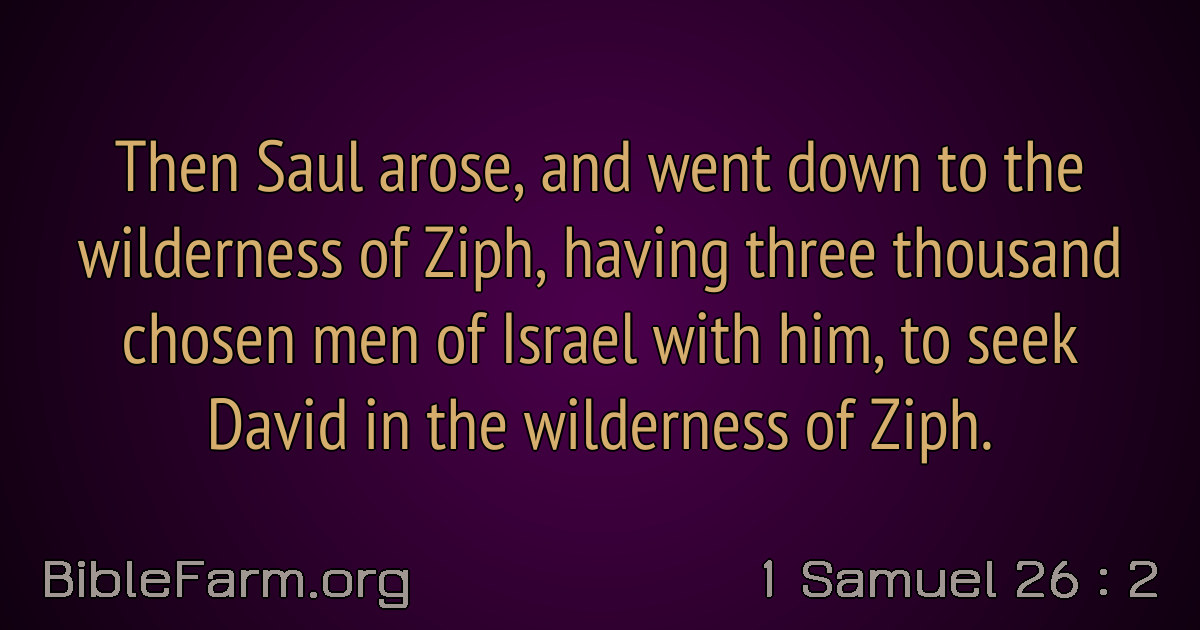 Then Saul arose, and went down to the
wilderness of Ziph, having three thousand
chosen men of Israel with him, to seek
David in the wilderness of Ziph.
BibleFarm.org
1 Samuel 26 : 2